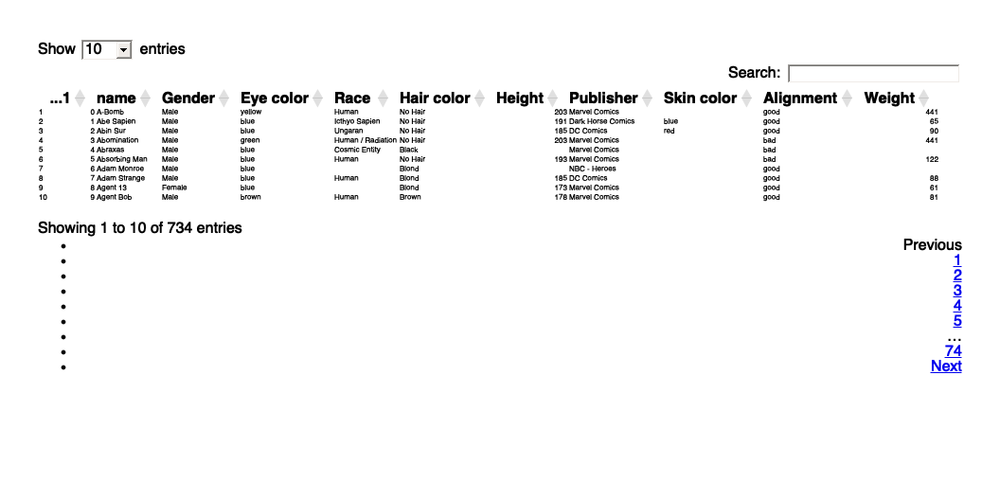 Show 10 entries
Search:
...1 name Gender Eye color Race Hair color Height Publisher Skin color Alignment Weight
1 0 A-Bomb Male yellow Human No Hair 203 Marvel Comics good 441
2 1 Abe Sapien Male blue Icthyo Sapien No Hair 191 Dark Horse Comics blue good 65
3 2 Abin Sur Male blue Ungaran No Hair 185 DC Comics red good 90
4 3 Abomination Male green Human / Radiation No Hair 203 Marvel Comics bad 441
5 4 Abraxas Male blue Cosmic Entity Black Marvel Comics bad
6 5 Absorbing Man Male blue Human No Hair 193 Marvel Comics bad 122
7 6 Adam Monroe Male blue Blond NBC - Heroes good
8 7 Adam Strange Male blue Human Blond 185 DC Comics good 88
9 8 Agent 13 Female blue Blond 173 Marvel Comics good 61
10 9 Agent Bob Male brown Human Brown 178 Marvel Comics good 81
Showing 1 to 10 of 734 entries
Previous
1
2
3
4
5
…
74
Next